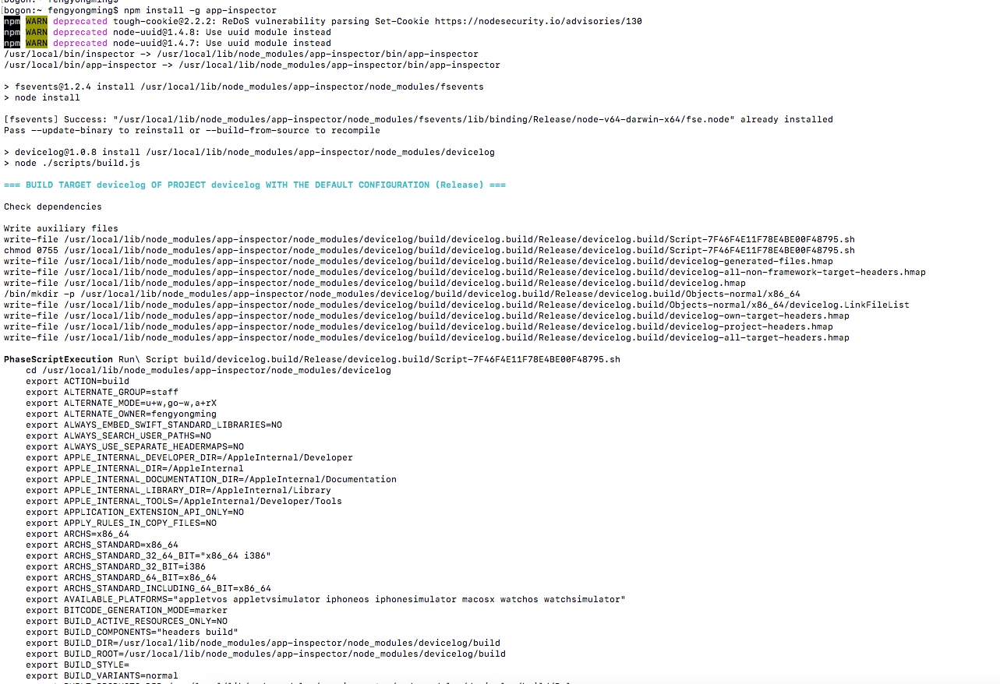 [bogon:~ fengyongming$
[bogon:~ fengyongming$ npm install -g app-inspector
npm WARN deprecated tough-cookie@2.2.2: ReDoS vulnerability parsing Set-Cookie https://nodesecurity.io/advisories/130
npm WARN deprecated node-uuid@1.4.8: Use uuid module instead
npm WARN deprecated node-uuid@1.4.7: Use uuid module instead
/usr/local/bin/inspector -> /usr/local/lib/node_modules/app-inspector/bin/app-inspector
/usr/local/bin/app-inspector -> /usr/local/lib/node_modules/app-inspector/bin/app-inspector
> fsevents@1.2.4 install /usr/local/lib/node_modules/app-inspector/node_modules/fsevents
> node install
[fsevents] Success: "/usr/local/lib/node_modules/app-inspector/node_modules/fsevents/lib/binding/Release/node-v64-darwin-x64/fse.node" already installed
Pass --update-binary to reinstall or --build-from-source to recompile
> devicelog@1.0.8 install /usr/local/lib/node_modules/app-inspector/node_modules/devicelog
> node ./scripts/build.js
=== BUILD TARGET devicelog OF PROJECT devicelog WITH THE DEFAULT CONFIGURATION (Release) ===
Check dependencies
Write auxiliary files
write-file /usr/local/lib/node_modules/app-inspector/node_modules/devicelog/build/devicelog.build/Release/devicelog.build/Script-7F46F4E11F78E4BE00F48795.sh
chmod 0755 /usr/local/lib/node_modules/app-inspector/node_modules/devicelog/build/devicelog.build/Release/devicelog.build/Script-7F46F4E11F78E4BE00F48795.sh
write-file /usr/local/lib/node_modules/app-inspector/node_modules/devicelog/build/devicelog.build/Release/devicelog.build/devicelog-generated-files.hmap
write-file /usr/local/lib/node_modules/app-inspector/node_modules/devicelog/build/devicelog.build/Release/devicelog.build/devicelog-all-non-framework-target-headers.hmap
write-file /usr/local/lib/node_modules/app-inspector/node_modules/devicelog/build/devicelog.build/Release/devicelog.build/devicelog.hmap
/bin/mkdir -p /usr/local/lib/node_modules/app-inspector/node_modules/devicelog/build/devicelog.build/Release/devicelog.build/Objects-normal/x86_64
write-file /usr/local/lib/node_modules/app-inspector/node_modules/devicelog/build/devicelog.build/Release/devicelog.build/Objects-normal/x86_64/devicelog.LinkFileList
write-file /usr/local/lib/node_modules/app-inspector/node_modules/devicelog/build/devicelog.build/Release/devicelog.build/devicelog-own-target-headers.hmap
write-file /usr/local/lib/node_modules/app-inspector/node_modules/devicelog/build/devicelog.build/Release/devicelog.build/devicelog-project-headers.hmap
write-file /usr/local/lib/node_modules/app-inspector/node_modules/devicelog/build/devicelog.build/Release/devicelog.build/devicelog-all-target-headers.hmap
PhaseScriptExecution Run\ Script build/devicelog.build/Release/devicelog.build/Script-7F46F4E11F78E4BE00F48795.sh
cd /usr/local/lib/node_modules/app-inspector/node_modules/devicelog
export ACTION=build
export ALTERNATE_GROUP=staff
export ALTERNATE_MODE=u+w,go-w,a+rX
export ALTERNATE_OWNER=fengyongming
export ALWAYS_EMBED_SWIFT_STANDARD_LIBRARIES=NO
export ALWAYS_SEARCH_USER_PATHS=NO
export ALWAYS_USE_SEPARATE_HEADERMAPS=NO
export APPLE_INTERNAL_DEVELOPER_DIR=/AppleInternal/Developer
export APPLE_INTERNAL_DIR=/AppleInternal
export APPLE_INTERNAL_DOCUMENTATION_DIR=/AppleInternal/Documentation
export APPLE_INTERNAL_LIBRARY_DIR=/AppleInternal/Library
export APPLE_INTERNAL_TOOLS=/AppleInternal/Developer/Tools
export APPLICATION_EXTENSION_API_ONLY=NO
export APPLY_RULES_IN_COPY_FILES=NO
export ARCHS=x86_64
export ARCHS_STANDARD=x86_64
export ARCHS_STANDARD_32_64_BIT="x86_64 i386"
export ARCHS_STANDARD_32_BIT=i386
export ARCHS_STANDARD_64_BIT=x86_64
export ARCHS_STANDARD_INCLUDING_64_BIT=x86_64
export AVAILABLE_PLATFORMS="appletvos appletvsimulator iphoneos iphonesimulator macosx watchos watchsimulator"
export BITCODE_GENERATION_MODE=marker
export BUILD_ACTIVE_RESOURCES_ONLY=NO
export BUILD_COMPONENTS="headers build"
export BUILD_DIR=/usr/local/lib/node_modules/app-inspector/node_modules/devicelog/build
export BUILD_ROOT=/usr/local/lib/node_modules/app-inspector/node_modules/devicelog/build
export BUILD_STYLE=
export BUILD_VARIANTS=normal